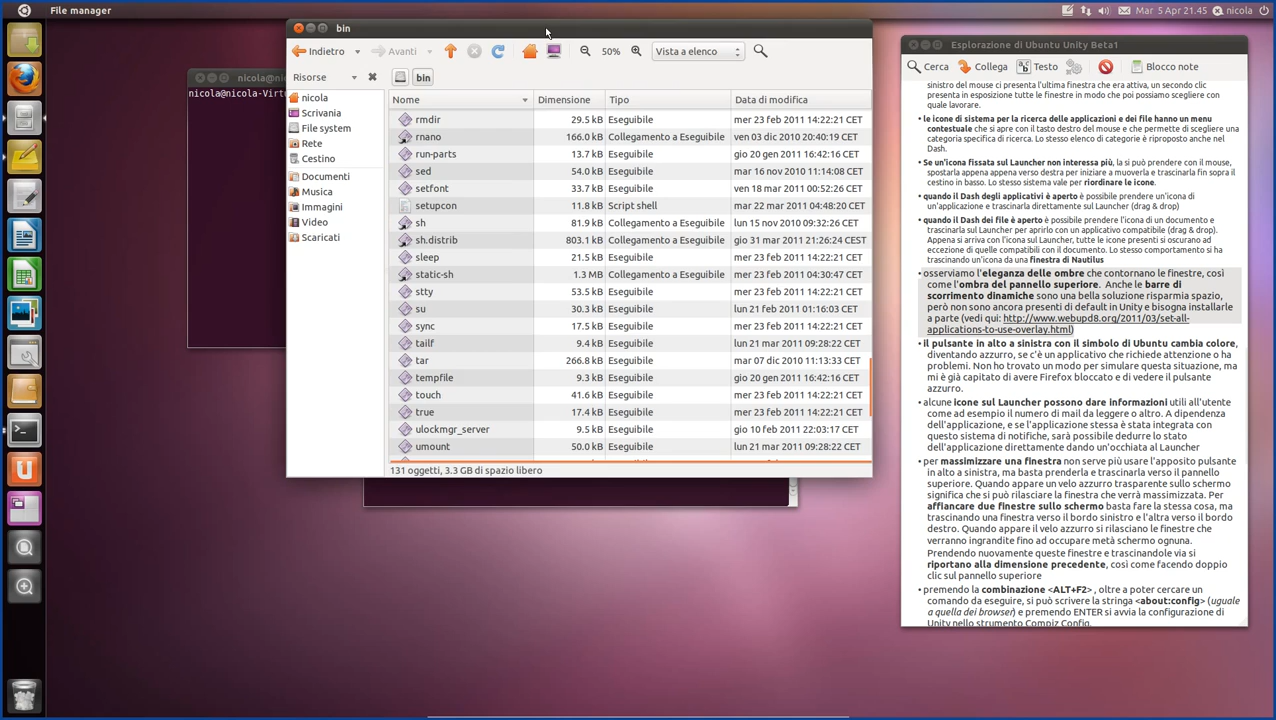 File manager
Mar 5 Apr 21.45
nicola
bin
Indietro
Avanti
50%
Vista a elenco
Risorse
bin
nicola
Scrivania
File system
Rete
Cestino
Documenti
Musica
Immagini
Video
Scaricati
Nome Dimensione Tipo Data di modifica
rmdir 29.5 kB Eseguibile mer 23 feb 2011 14:22:21 CET
rnano 166.0 kB Collegamento a Eseguibile ven 03 dic 2010 20:40:19 CET
run-parts 13.7 kB Eseguibile gio 20 gen 2011 16:42:16 CET
sed 54.0 kB Eseguibile mar 16 nov 2010 11:14:08 CET
setfont 33.7 kB Eseguibile ven 18 mar 2011 00:52:26 CET
setupcon 11.8 kB Script shell mar 22 mar 2011 04:48:20 CET
sh 81.9 kB Collegamento a Eseguibile lun 15 nov 2010 09:53:32 CET
sh.distrib 803.1 kB Collegamento a Eseguibile gio 31 mar 2011 21:26:24 CEST
sleep 21.5 kB Eseguibile mer 23 feb 2011 14:22:21 CET
static-sh 1.3 MB Collegamento a Eseguibile mer 23 feb 2011 04:30:47 CET
stty 53.5 kB Eseguibile mer 23 feb 2011 14:22:21 CET
su 30.3 kB Eseguibile lun 21 feb 2011 01:16:03 CET
sync 17.5 kB Eseguibile mer 23 feb 2011 14:22:21 CET
tailf 9.4 kB Eseguibile lun 21 mar 2011 09:28:22 CET
tar 266.8 kB Eseguibile mar 07 dic 2010 11:13:33 CET
tempfile 9.3 kB Eseguibile gio 20 gen 2011 16:42:16 CET
touch 41.6 kB Eseguibile mer 23 feb 2011 14:22:21 CET
true 17.4 kB Eseguibile mer 23 feb 2011 14:22:21 CET
ulockmgr_server 9.5 kB Eseguibile gio 10 feb 2011 22:03:17 CET
umount 50.0 kB Eseguibile lun 21 mar 2011 09:28:22 CET
131 oggetti, 3.3 GB di spazio libero
nicola@ni
nicola@nicola-Virtu
Esplorazione di Ubuntu Unity Beta1
Cerca
Collega
Testo
Blocco note
sinistro del mouse ci presenta l'ultima finestra che era attiva, un secondo clic
presenta in esposizione tutte le finestre in modo che poi possiamo scegliere con
quale lavorare.
• le icone di sistema per la ricerca delle applicazioni e dei file hanno un menu
contestuale che si apre con il tasto destro del mouse e che permette di scegliere una
categoria specifica di ricerca. Lo stesso elenco di categorie è riproposto anche nel
Dash.
• Se un'icona fissata sul Launcher non interessa più, la si può prendere con il mouse,
spostarla appena appena verso destra per iniziare a muoverla e trascinarla fin sopra il
cestino in basso. Lo stesso sistema vale per riordinare le icone.
• quando il Dash degli applicativi è aperto è possibile prendere un'icona di
un'applicazione e trascinarla direttamente sul Launcher (drag & drop)
• quando il Dash dei file è aperto è possibile prendere l'icona di un documento e
trascinarla sul Launcher per aprirlo con un applicativo compatibile (drag & drop).
Appena si arriva con l'icona sul Launcher, tutte le icone presenti si oscurano ad
eccezione di quelle compatibili con il documento. Lo stesso comportamento si ha
trascinando un'icona da una finestra di Nautilus
• osserviamo l'eleganza delle ombre che contornano le finestre, così
come l'ombra del pannello superiore. Anche le barre di
scorrimento dinamiche sono una bella soluzione risparmia spazio,
però non sono ancora presenti di default in Unity e bisogna installarle
a parte (vedi qui: http://www.webupd8.org/2011/03/set-all-
applications-to-use-overlay.html)
• il pulsante in alto a sinistra con il simbolo di Ubuntu cambia colore,
diventando azzurro, se c'è un applicativo che richiede attenzione o ha
problemi. Non ho trovato un modo per simulare questa situazione, ma
mi è già capitato di avere Firefox bloccato e di vedere il pulsante
azzurro.
• alcune icone sul Launcher possono dare informazioni utili all'utente
come ad esempio il numero di mail da leggere o altro. A dipendenza
dell'applicazione, e se l'applicazione stessa è stata integrata con
questo sistema di notifiche, sarà possibile dedurre lo stato
dell'applicazione direttamente dando un'occhiata al Launcher
• per massimizzare una finestra non serve più usare l'apposito pulsante
in alto a sinistra, ma basta prenderla e trascinarla verso il pannello
superiore. Quando appare un velo azzurro trasparente sullo schermo
significa che si può rilasciare la finestra che verrà massimizzata. Per
affiancare due finestre sullo schermo basta fare la stessa cosa, ma
trascinando una finestra verso il bordo sinistro e l'altra verso il bordo
destro. Quando appare il velo azzurro si rilasciano le finestre che
verranno ingrandite fino ad occupare metà schermo ognuna.
Prendendo nuovamente queste finestre e trascinandole via si
riportano alla dimensione precedente, così come facendo doppio
clic sul pannello superiore
• premendo la combinazione <ALT+F2> , oltre a poter cercare un
comando da eseguire, si può scrivere la stringa <about:config> (uguale
a quella dei browser) e premendo ENTER si avvia la configurazione di
Unity nello strumento Compiz Config.